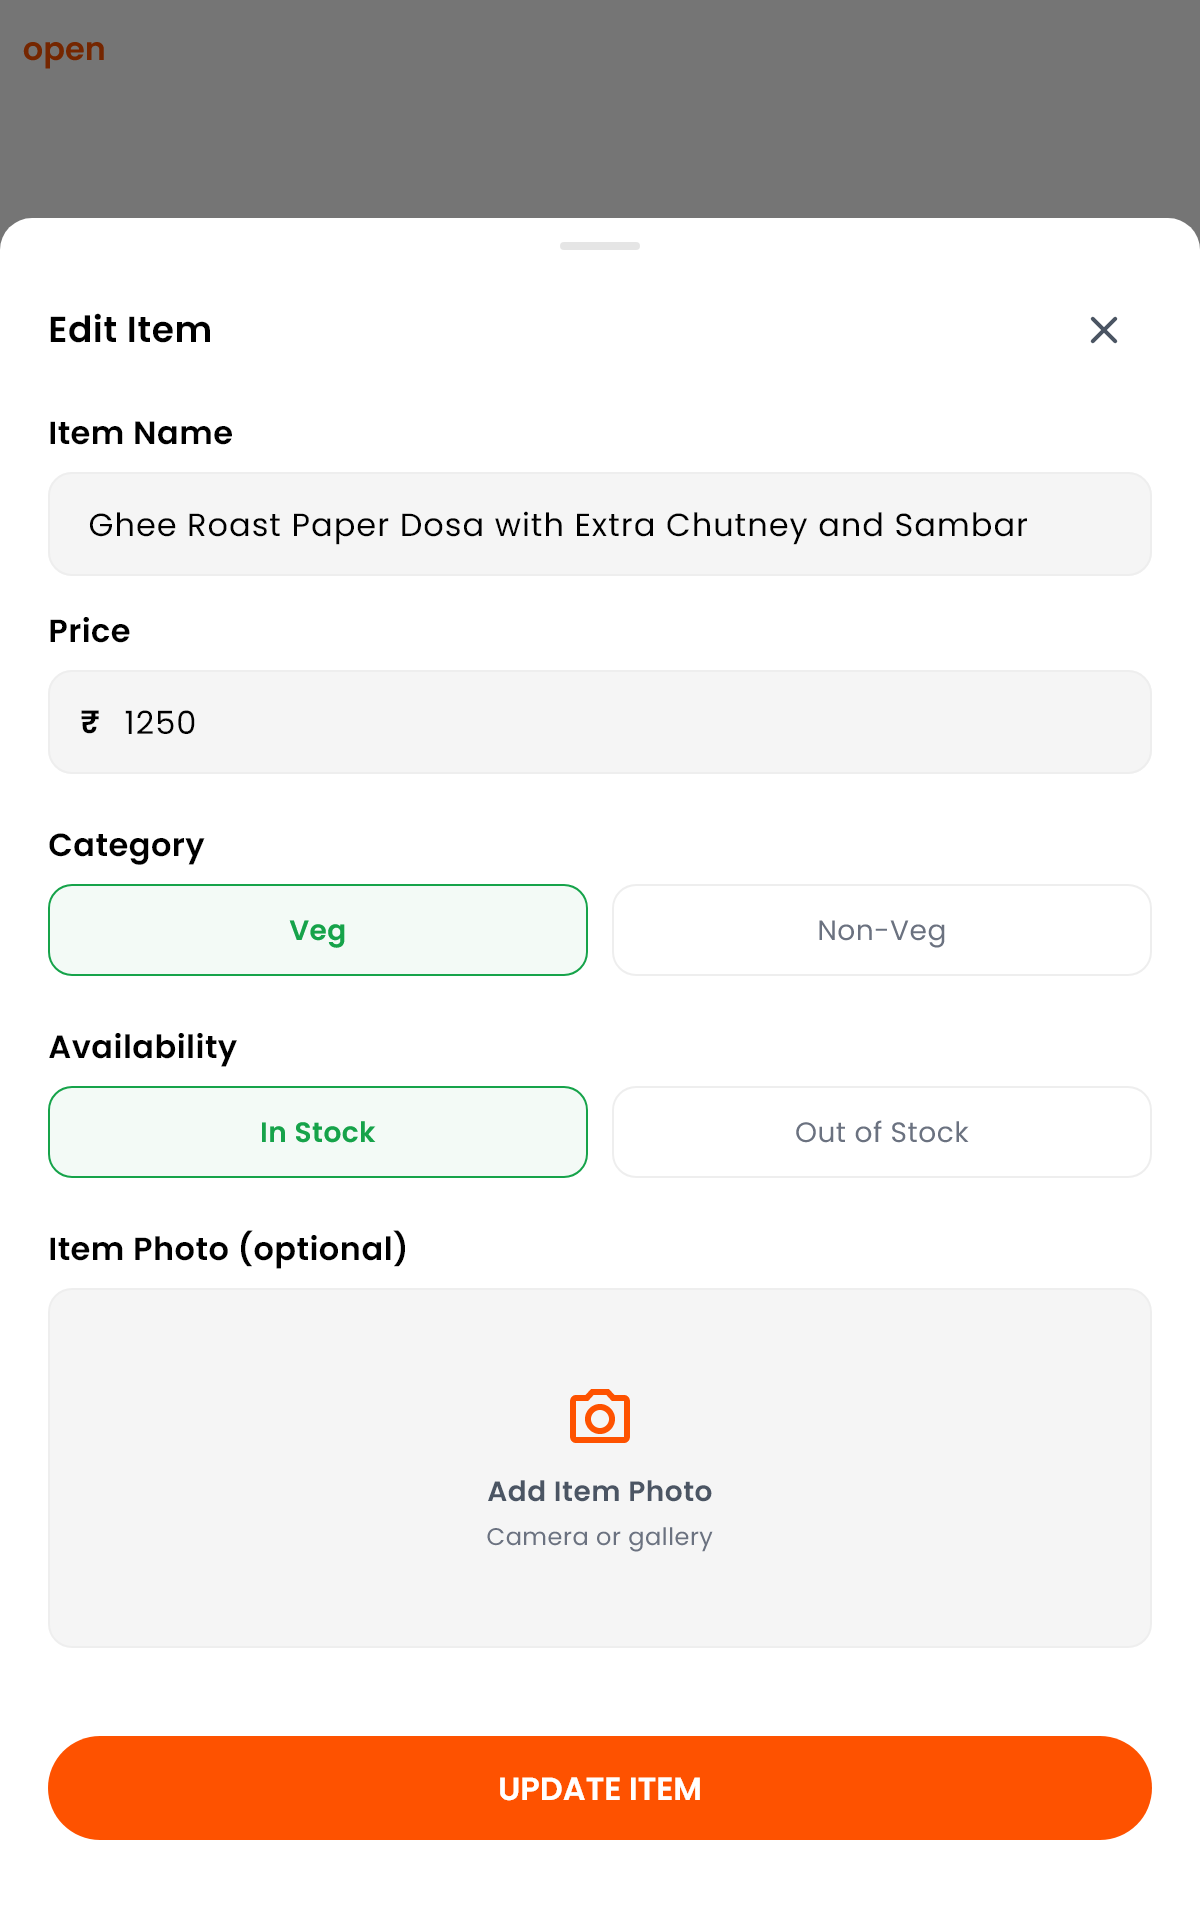 open
Edit Item
Item Name
Ghee Roast Paper Dosa with Extra Chutney and Sambar
Price
₹ 1250
Category
Veg
Non-Veg
Availability
In Stock
Out of Stock
Item Photo (optional)
Add Item Photo
Camera or gallery
UPDATE ITEM